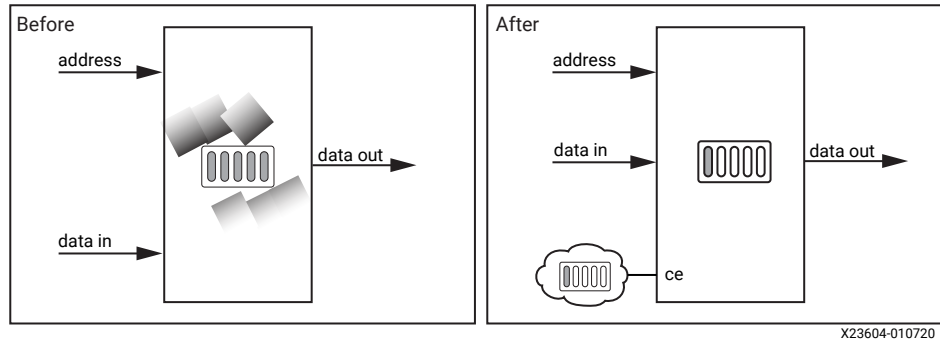 Before
address
data out
data in
After
address
data in
data out
ce
X23604-010720